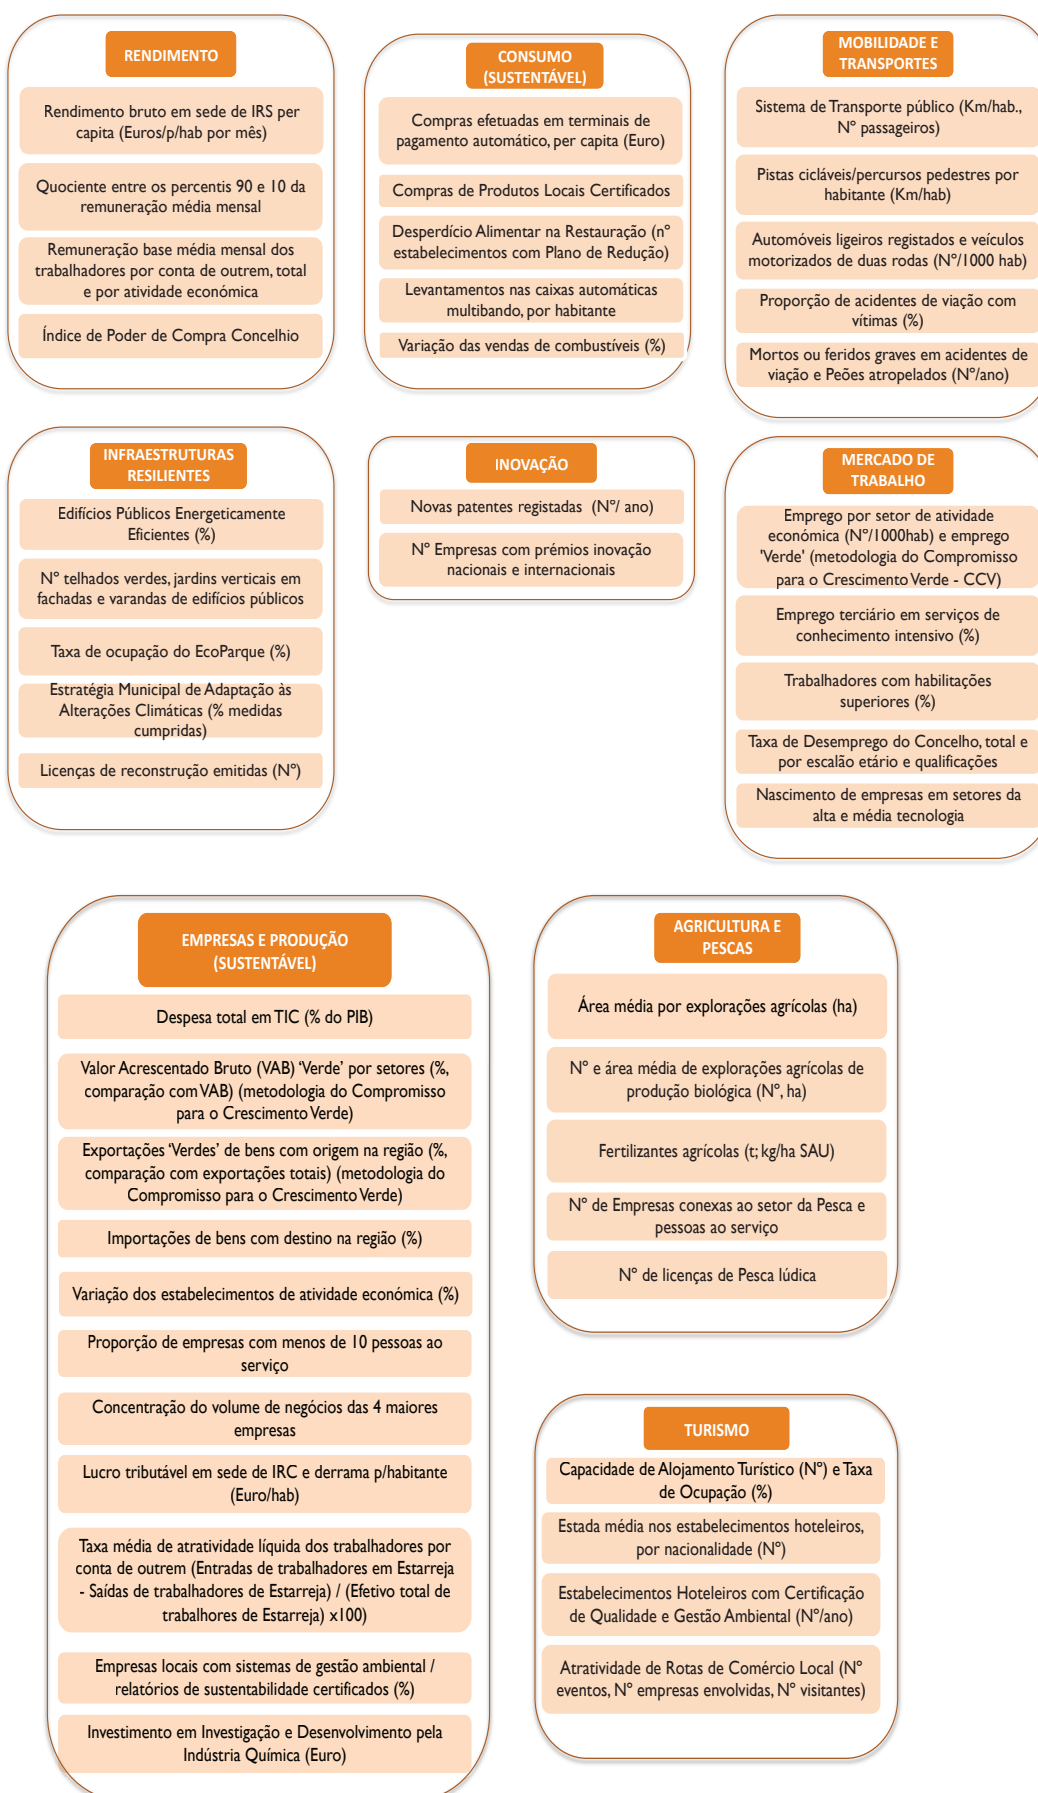 RENDIMENTO
Rendimento bruto em sede de IRS per
capita (Euros/p/hab por mês)
Quociente entre os percentis 90 e 10 da
remuneração média mensal
Remuneração base média mensal dos
trabalhadores por conta de outrem, total
e por atividade económica
Índice de Poder de Compra Concelhio
CONSUMO
(SUSTENTÁVEL)
Compras efetuadas em terminais de
pagamento automático, per capita (Euro)
Compras de Produtos Locais Certificados
Desperdício Alimentar na Restauração (nº
estabelecimentos com Plano de Redução)
Levantamentos nas caixas automáticas
multibando, por habitante
Variação das vendas de combustíveis (%)
MOBILIDADE E
TRANSPORTES
Sistema de Transporte público (Km/hab.,
Nº passageiros)
Pistas cicláveis/percursos pedestres por
habitante (Km/hab)
Automóveis ligeiros registados e veículos
motorizados de duas rodas (Nº/1000 hab)
Proporção de acidentes de viação com
vítimas (%)
Mortos ou feridos graves em acidentes de
viação e Peões atropelados (Nº/ano)
INFRAESTRUTURAS
RESILIENTES
Edifícios Públicos Energeticamente
Eficientes (%)
Nº telhados verdes, jardins verticais em
fachadas e varandas de edifícios públicos
Taxa de ocupação do EcoParque (%)
Estratégia Municipal de Adaptação às
Alterações Climáticas (% medidas
cumpridas)
Licenças de reconstrução emitidas (Nº)
INOVAÇÃO
Novas patentes registadas (Nº/ ano)
Nº Empresas com prémios inovação
nacionais e internacionais
MERCADO DE
TRABALHO
Emprego por setor de atividade
económica (Nº/1000hab) e emprego
'Verde' (metodologia do Compromisso
para o Crescimento Verde - CCV)
Emprego terciário em serviços de
conhecimento intensivo (%)
Trabalhadores com habilitações
superiores (%)
Taxa de Desemprego do Concelho, total e
por escalão etário e qualificações
Nascimento de empresas em setores da
alta e média tecnologia
EMPRESAS E PRODUÇÃO
(SUSTENTÁVEL)
Despesa total em TIC (% do PIB)
Valor Acrescentado Bruto (VAB) ‘Verde’ por setores (%,
comparação com VAB) (metodologia do Compromisso
para o Crescimento Verde)
Exportações ‘Verdes’ de bens com origem na região (%,
comparação com exportações totais) (metodologia do
Compromisso para o Crescimento Verde)
Importações de bens com destino na região (%)
Variação dos estabelecimentos de atividade económica (%)
Proporção de empresas com menos de 10 pessoas ao
serviço
Concentração do volume de negócios das 4 maiores
empresas
Lucro tributável em sede de IRC e derrama p/habitante
(Euro/hab)
Taxa média de atratividade líquida dos trabalhadores por
conta de outrem (Entradas de trabalhadores em Estarreja
- Saídas de trabalhadores de Estarreja) / (Efetivo total de
trabalhores de Estarreja) x100)
Empresas locais com sistemas de gestão ambiental /
relatórios de sustentabilidade certificados (%)
Investimento em Investigação e Desenvolvimento pela
Indústria Química (Euro)
AGRICULTURA E
PESCAS
Área média por explorações agrícolas (ha)
Nº e área média de explorações agrícolas de
produção biológica (Nº, ha)
Fertilizantes agrícolas (t; kg/ha SAU)
Nº de Empresas conexas ao setor da Pesca e
pessoas ao serviço
Nº de licenças de Pesca lúdica
TURISMO
Capacidade de Alojamento Turístico (Nº) e Taxa
de Ocupação (%)
Estada média nos estabelecimentos hoteleiros,
por nacionalidade (Nº)
Estabelecimentos Hoteleiros com Certificação
de Qualidade e Gestão Ambiental (Nº/ano)
Atratividade de Rotas de Comércio Local (Nº
eventos, Nº empresas envolvidas, Nº visitantes)